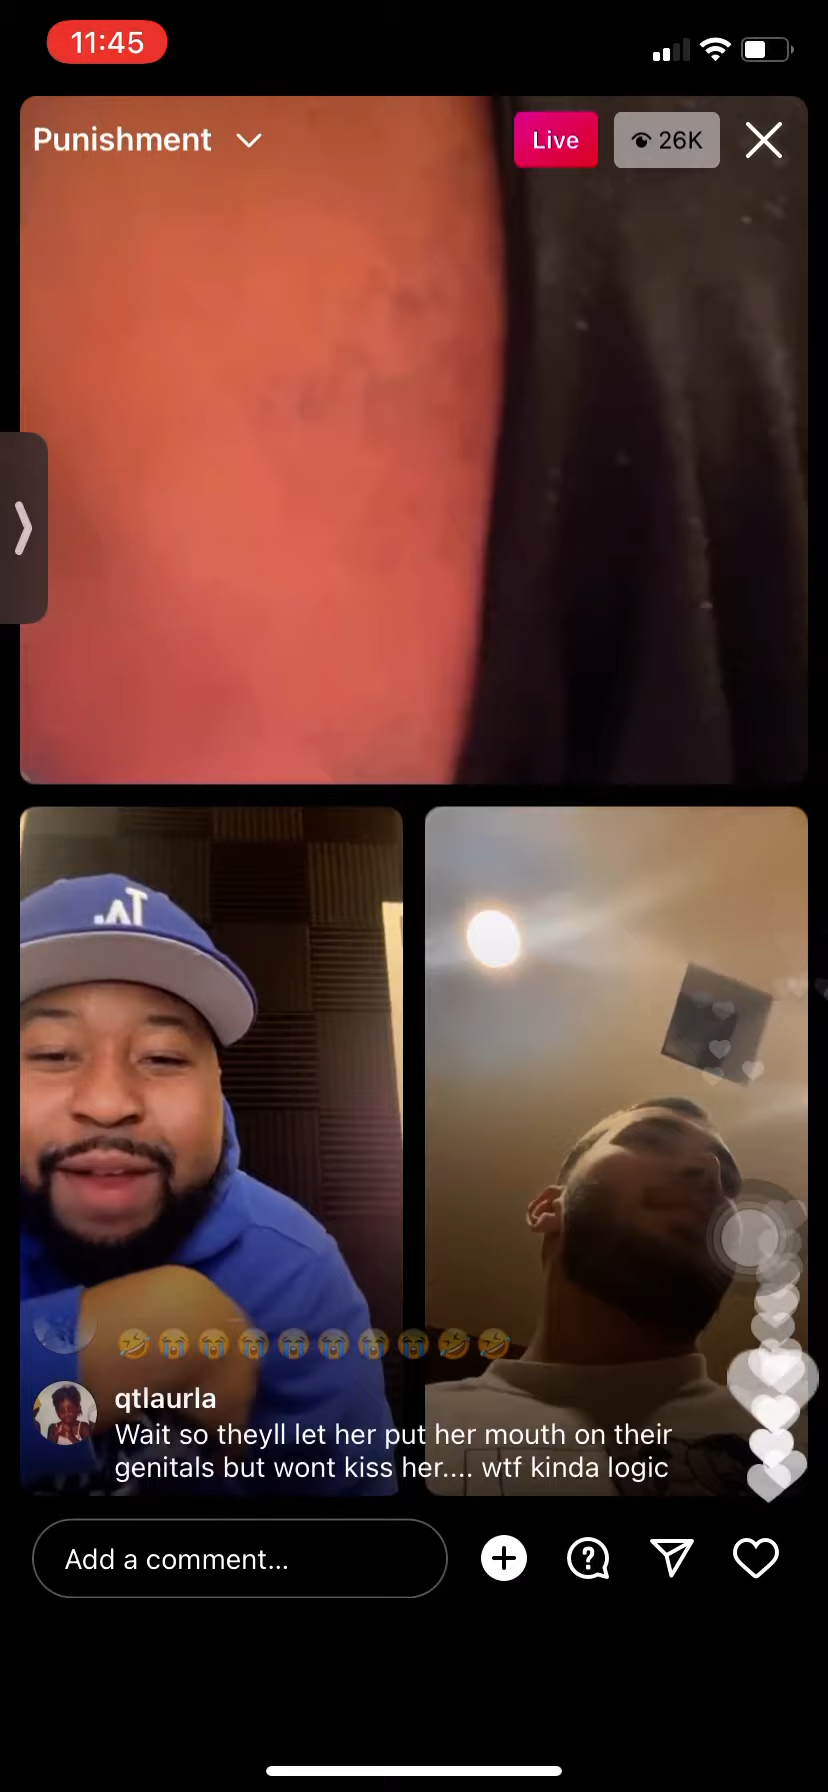 11:45
Punishment
Live
26K
🤣😭😭😭😭😭😭😭🤣🤣
qtlaurla
Wait so theyll let her put her mouth on their
genitals but wont kiss her.... wtf kinda logic
Add a comment...